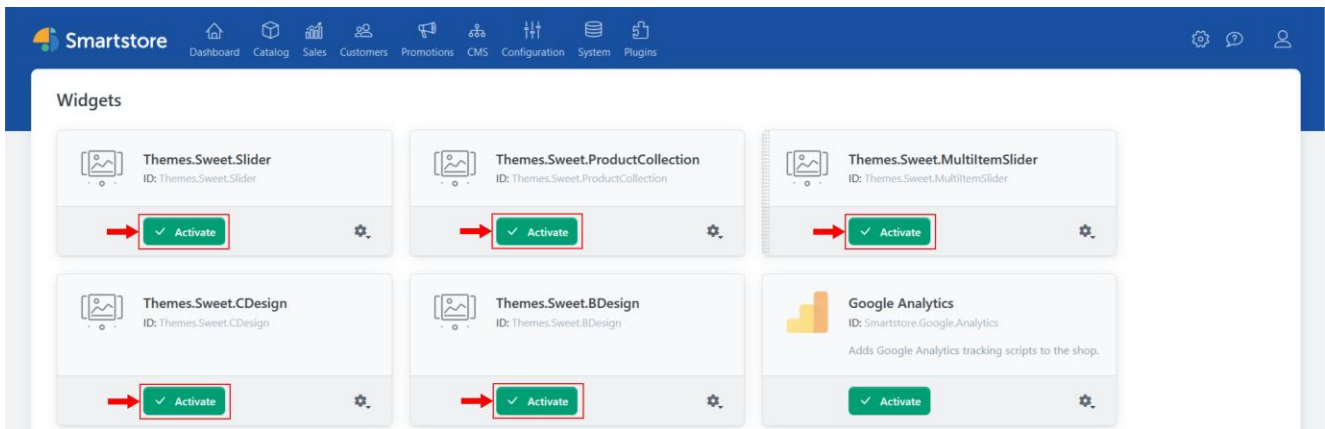 Smartstore
Dashboard Catalog Sales Customers Promotions CMS Configuration System Plugins
Widgets
Themes.Sweet.Slider
ID: Themes.Sweet.Slider
Activate
Themes.Sweet.ProductCollection
ID: Themes.Sweet.ProductCollection
Activate
Themes.Sweet.MultiItemSlider
ID: Themes.Sweet.MultiItemSlider
Activate
Themes.Sweet.CDesign
ID: Themes.Sweet.CDesign
Activate
Themes.Sweet.BDesign
ID: Themes.Sweet.BDesign
Activate
Google Analytics
ID: Smartstore.Google.Analytics
Adds Google Analytics tracking scripts to the shop.
Activate